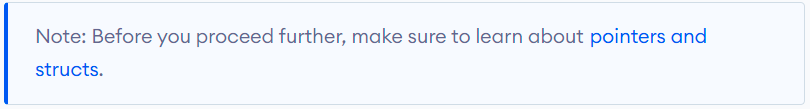 Note: Before you proceed further, make sure to learn about pointers and
structs.